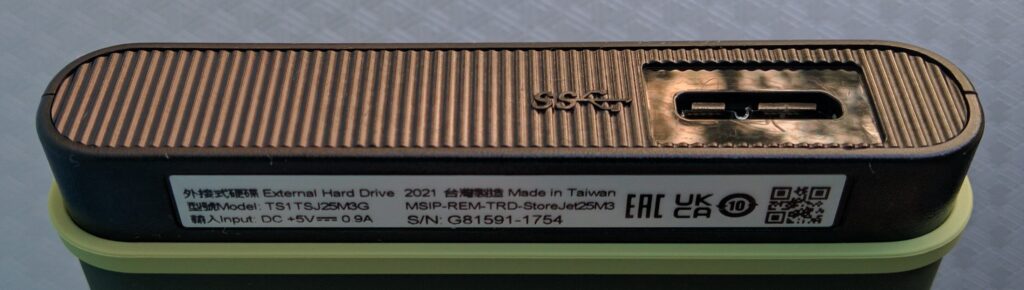 外接式硬碟 External Hard Drive 2021 台灣製造 Made in Taiwan
型號Model: TS1TSJ25M3G MSIP-REM-TRD-StoreJet25M3
輸入Input: DC +5V⎓ 0.9A S/N: G81591-1754
EAC UK CA 10
SS